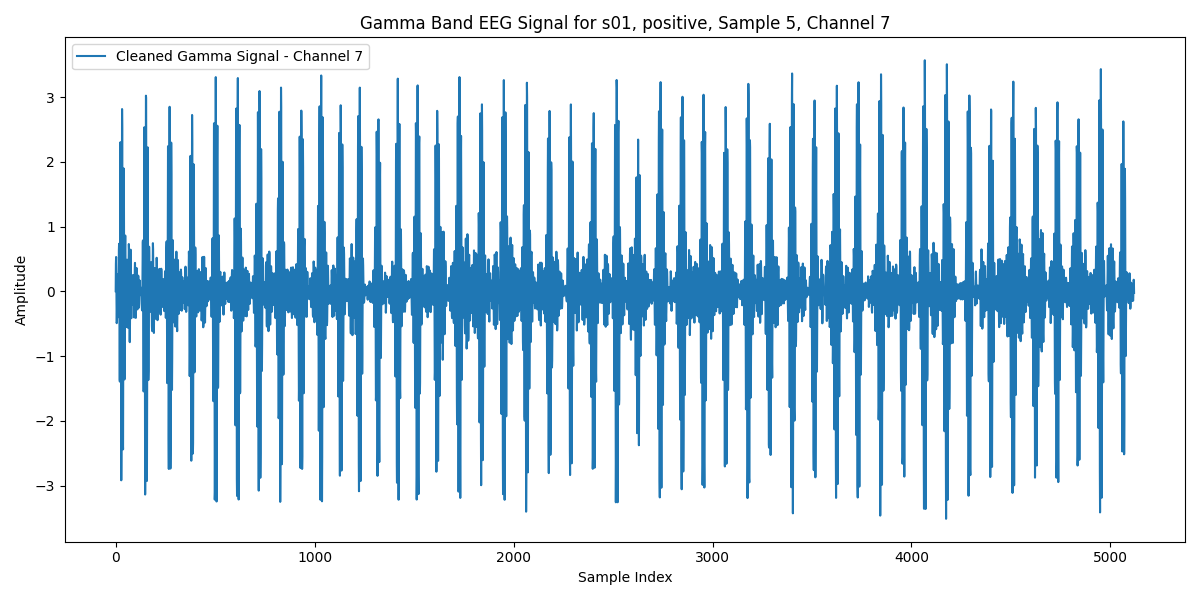 Gamma Band EEG Signal for s01, positive, Sample 5, Channel 7
Cleaned Gamma Signal - Channel 7
3
2
1
0
−1
−2
−3
Amplitude
0 1000 2000 3000 4000 5000
Sample Index